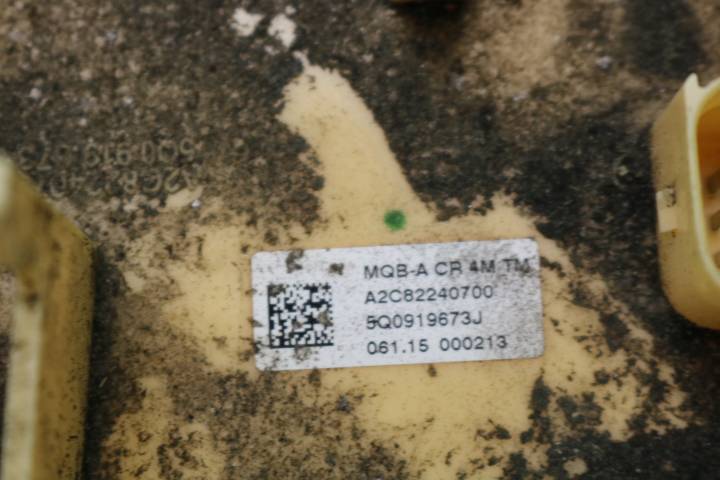 MQB-A CR 4M TM
A2C82240700
5Q0919673J
061.15 000213